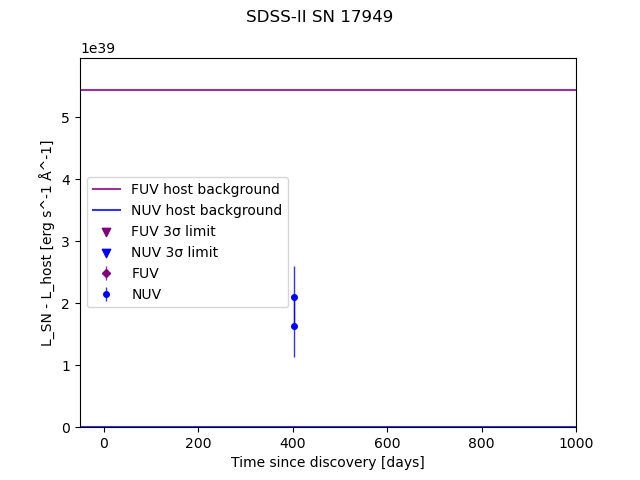 SDSS-II SN 17949
1e39
L_SN - L_host [erg s^-1 Å^-1]
5
4
3
2
1
0
FUV host background
NUV host background
FUV 3σ limit
NUV 3σ limit
FUV
NUV
0 200 400 600 800 1000
Time since discovery [days]